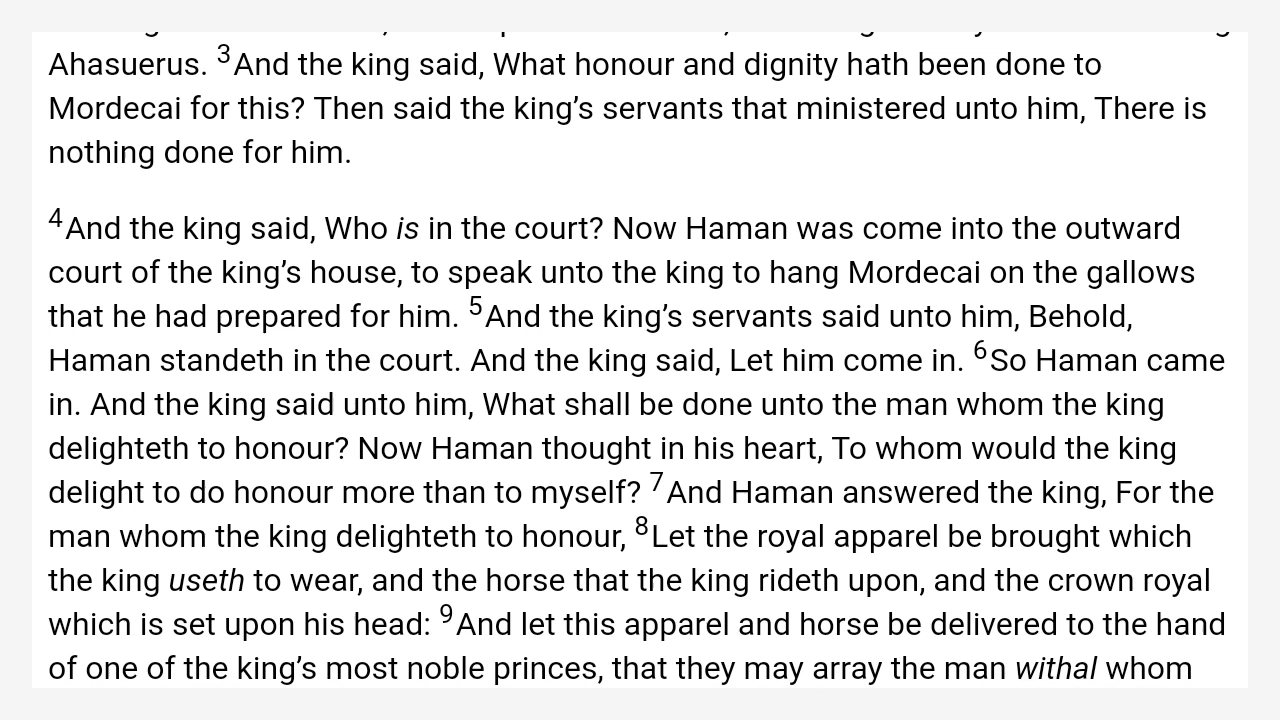 Ahasuerus. 3And the king said, What honour and dignity hath been done to
Mordecai for this? Then said the king’s servants that ministered unto him, There is
nothing done for him.
4And the king said, Who is in the court? Now Haman was come into the outward
court of the king’s house, to speak unto the king to hang Mordecai on the gallows
that he had prepared for him. 5And the king’s servants said unto him, Behold,
Haman standeth in the court. And the king said, Let him come in. 6So Haman came
in. And the king said unto him, What shall be done unto the man whom the king
delighteth to honour? Now Haman thought in his heart, To whom would the king
delight to do honour more than to myself? 7And Haman answered the king, For the
man whom the king delighteth to honour, 8Let the royal apparel be brought which
the king useth to wear, and the horse that the king rideth upon, and the crown royal
which is set upon his head: 9And let this apparel and horse be delivered to the hand
of one of the king’s most noble princes, that they may array the man withal whom